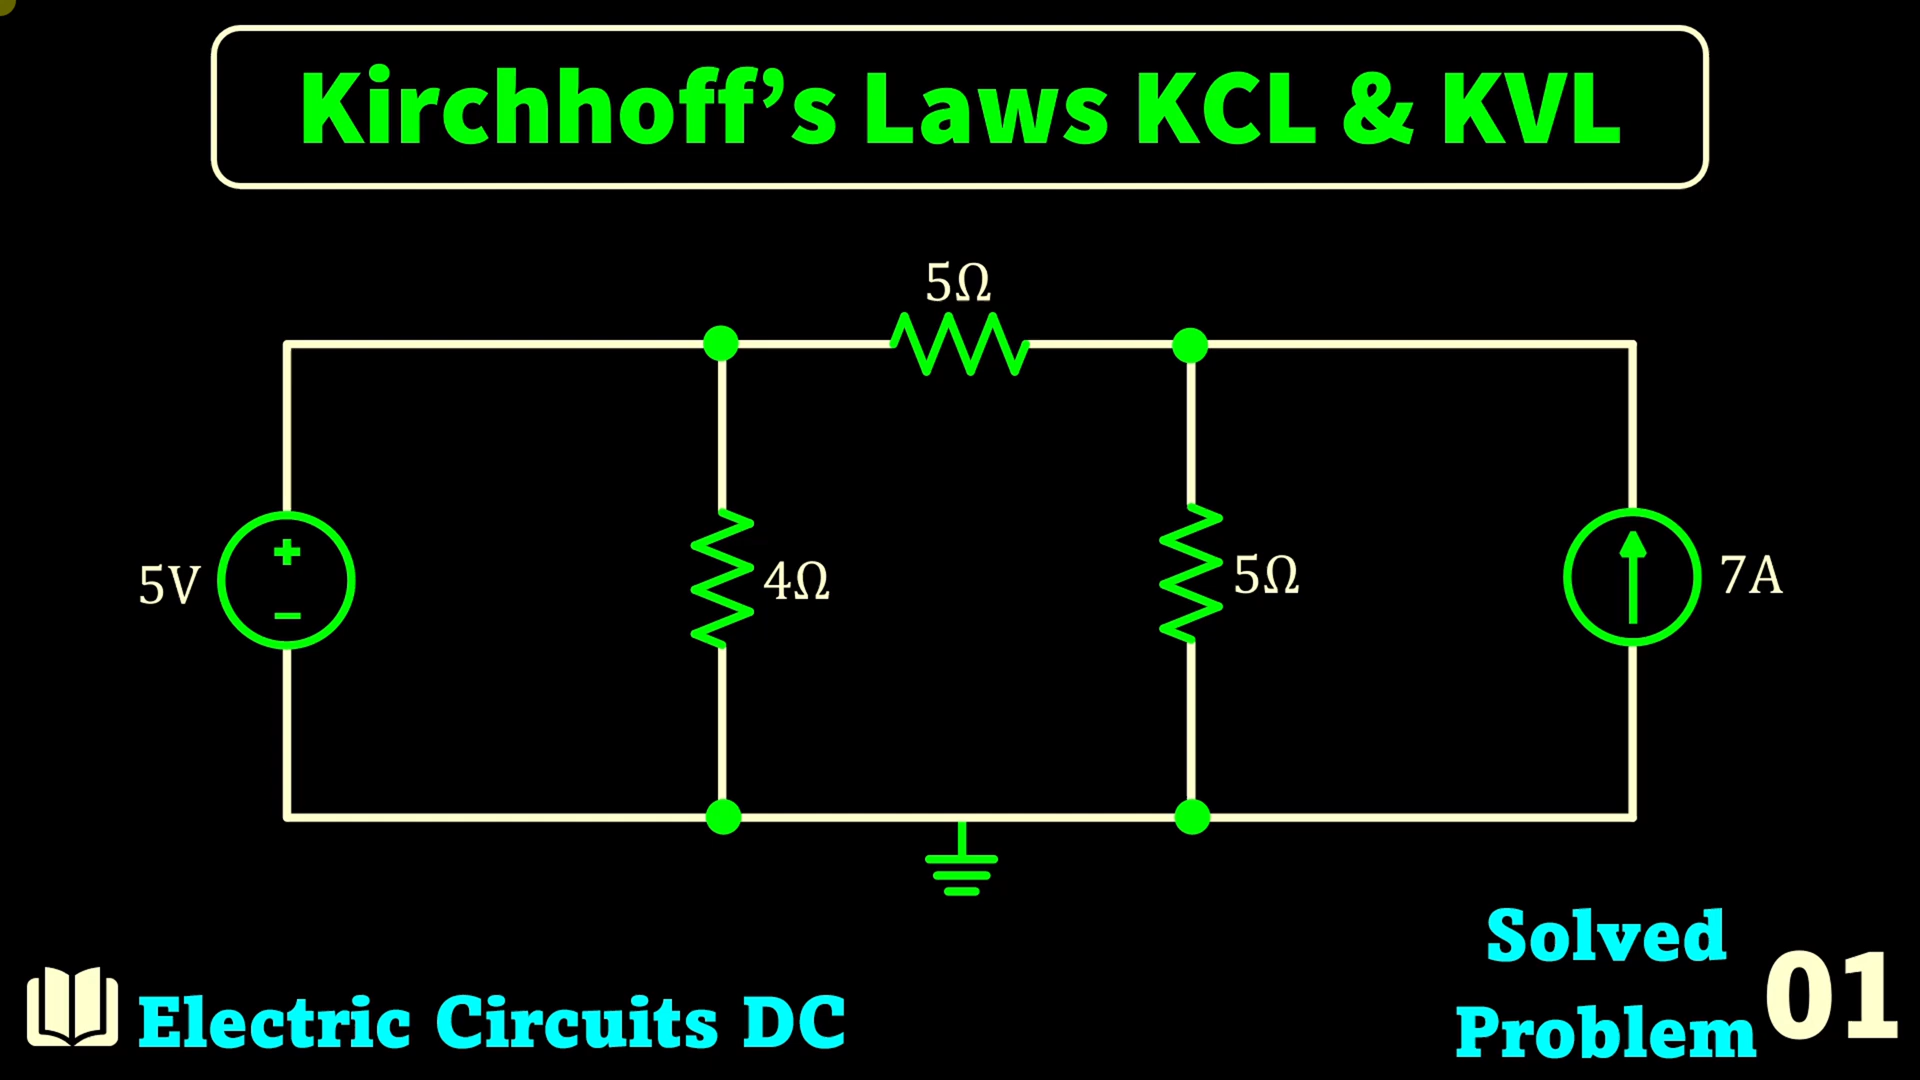 Kirchhoff’s Laws KCL & KVL
5Ω
5V
4Ω
5Ω
7A
Electric Circuits DC
Solved
Problem
01